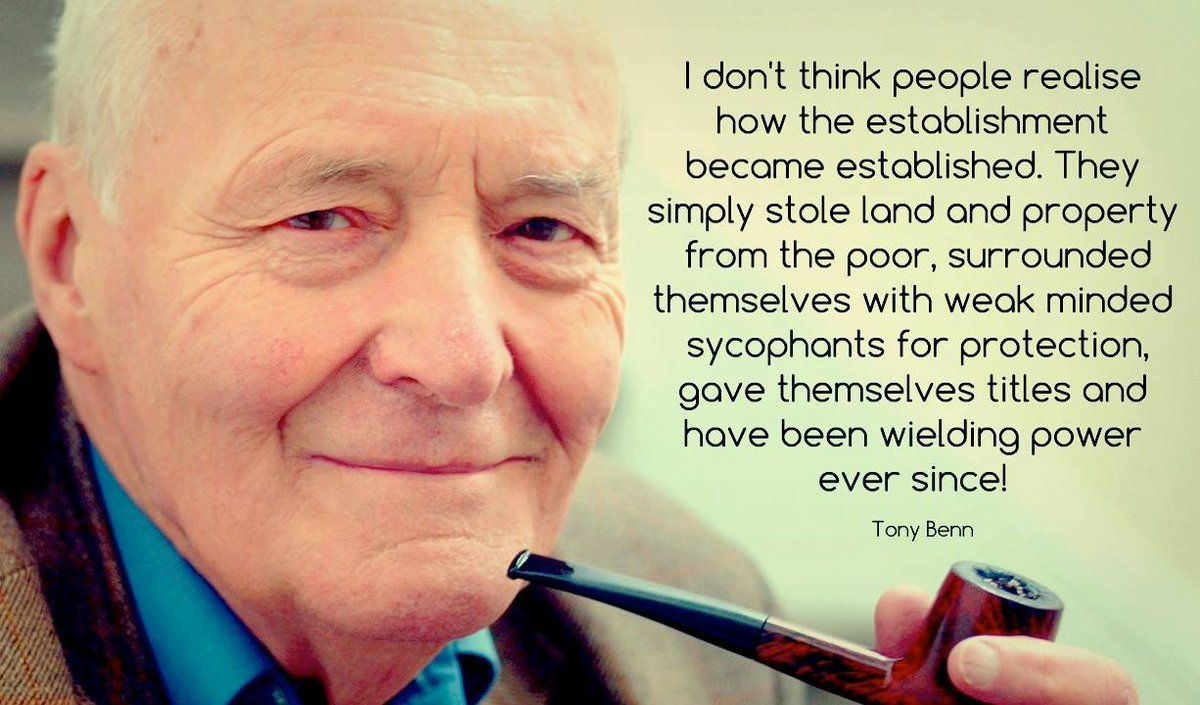 I don't think people realise
how the establishment
became established. They
simply stole land and property
from the poor, surrounded
themselves with weak minded
sycophants for protection,
gave themselves titles and
have been wielding power
ever since!
Tony Benn